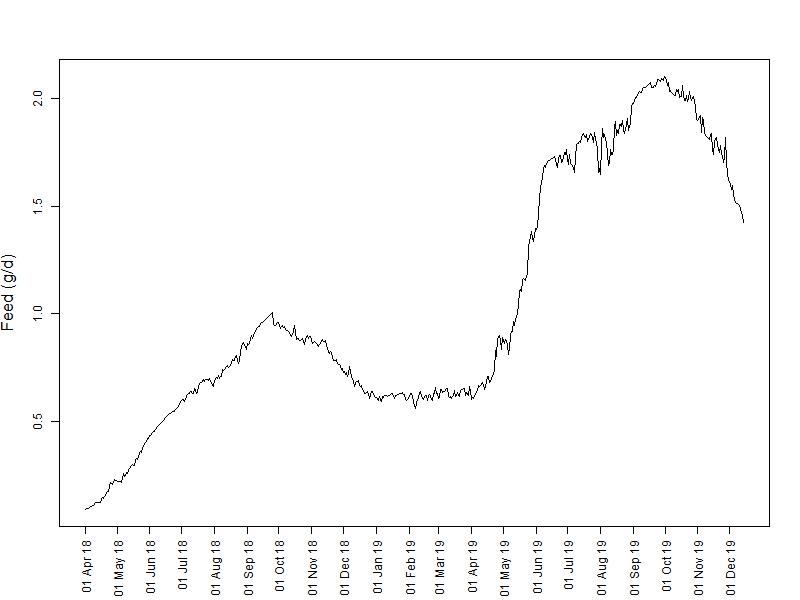 Feed (g/d)
2.0
1.5
1.0
0.5
01 Apr 18
01 May 18
01 Jun 18
01 Jul 18
01 Aug 18
01 Sep 18
01 Oct 18
01 Nov 18
01 Dec 18
01 Jan 19
01 Feb 19
01 Mar 19
01 Apr 19
01 May 19
01 Jun 19
01 Jul 19
01 Aug 19
01 Sep 19
01 Oct 19
01 Nov 19
01 Dec 19